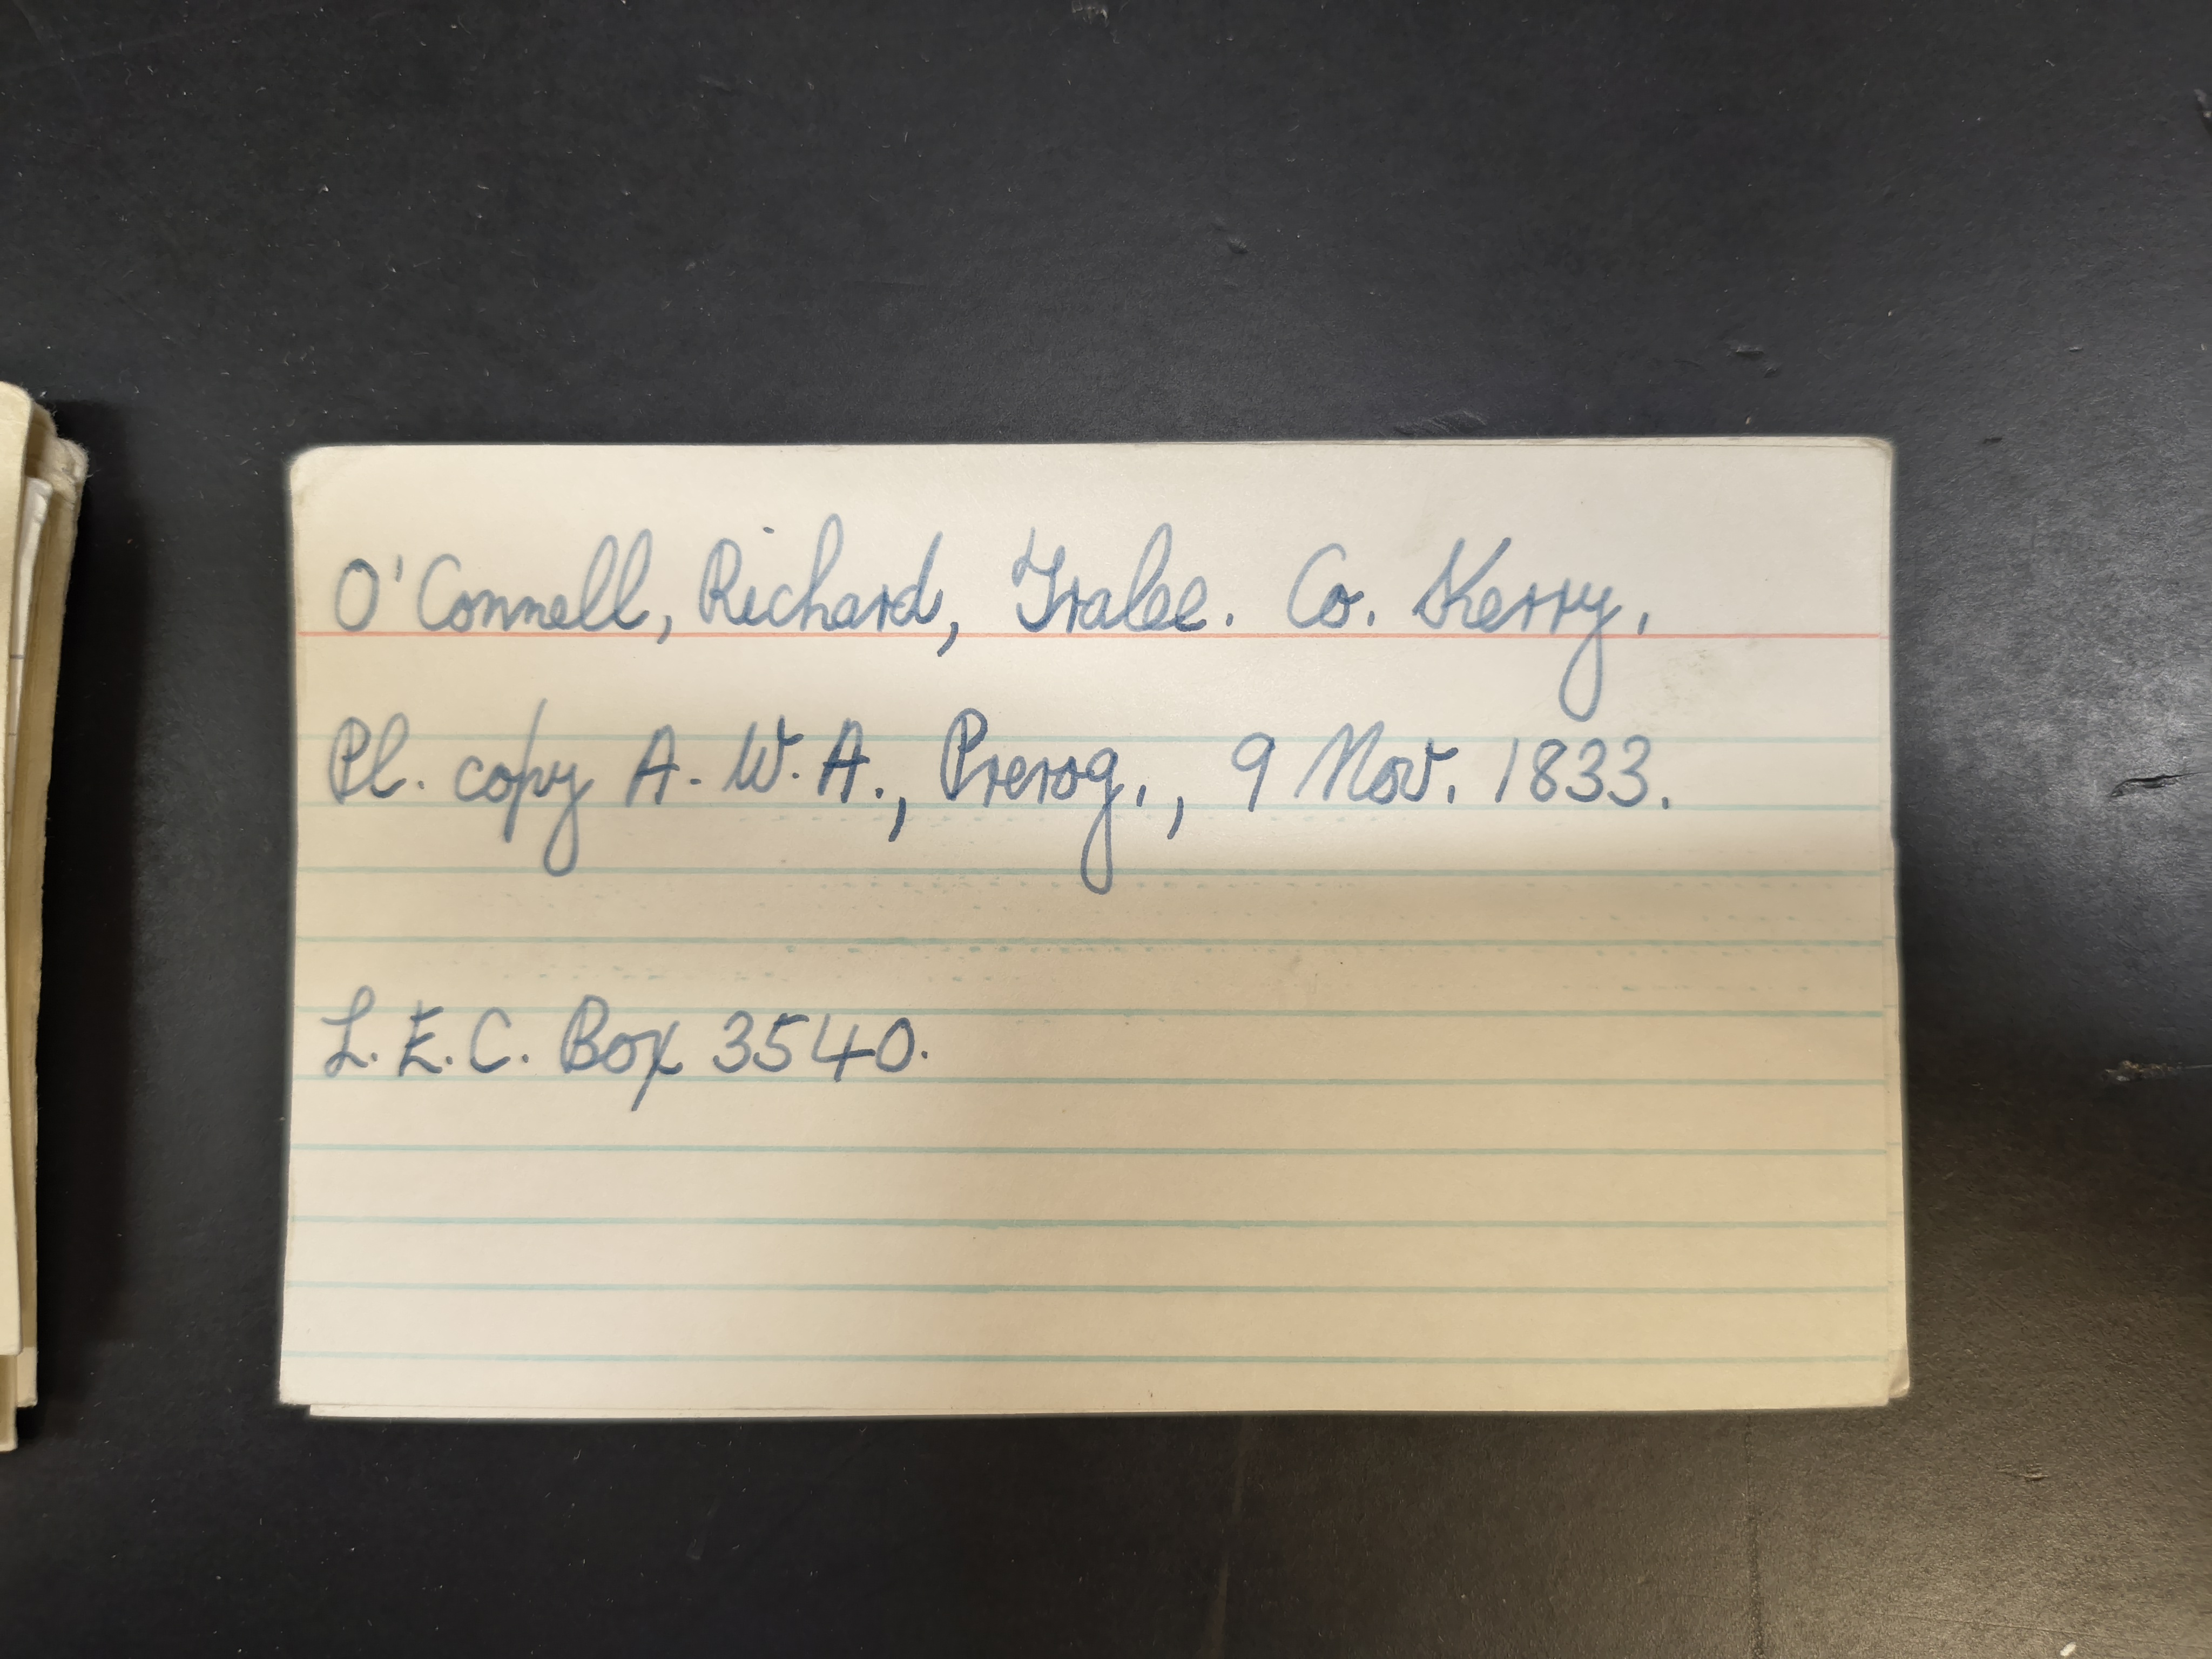 O'Connell, Richard, Tralee. Co. Kerry.
Pl. copy A.W.A., Prerog., 9 Nov. 1833.
L.E.C. Box 3540.